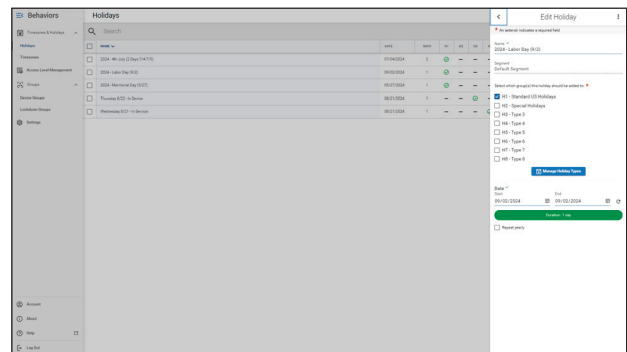 Behaviors
Timezones & Holidays
Holidays
Timezones
Access Level Management
Groups
Device Groups
Lockdown Groups
Settings
Account
About
Help
Log Out
Holidays
Search
NAME DATE DAYS H1 H2 H3
2024 - 4th July (2 Days 7/4-7/5) 07/04/2024 2
2024 - Labor Day (9/2) 09/02/2024 1
2024 - Memorial Day (5/27) 05/27/2024 1
Thursday 8/22 - In Service 08/21/2024 1
Wednesday 8/21 - In Service 08/21/2024 1
Edit Holiday
* An asterisk indicates a required field
Name *
2024 - Labor Day (9/2)
Segment
Default Segment
Select which group(s) this holiday should be added to. *
H1 - Standard US Holidays
H2 - Special Holidays
H3 - Type 3
H4 - Type 4
H5 - Type 5
H6 - Type 6
H7 - Type 7
H8 - Type 8
Manage Holiday Types
Date *
Start End
09/02/2024 09/02/2024
Duration: 1 day
Repeat yearly